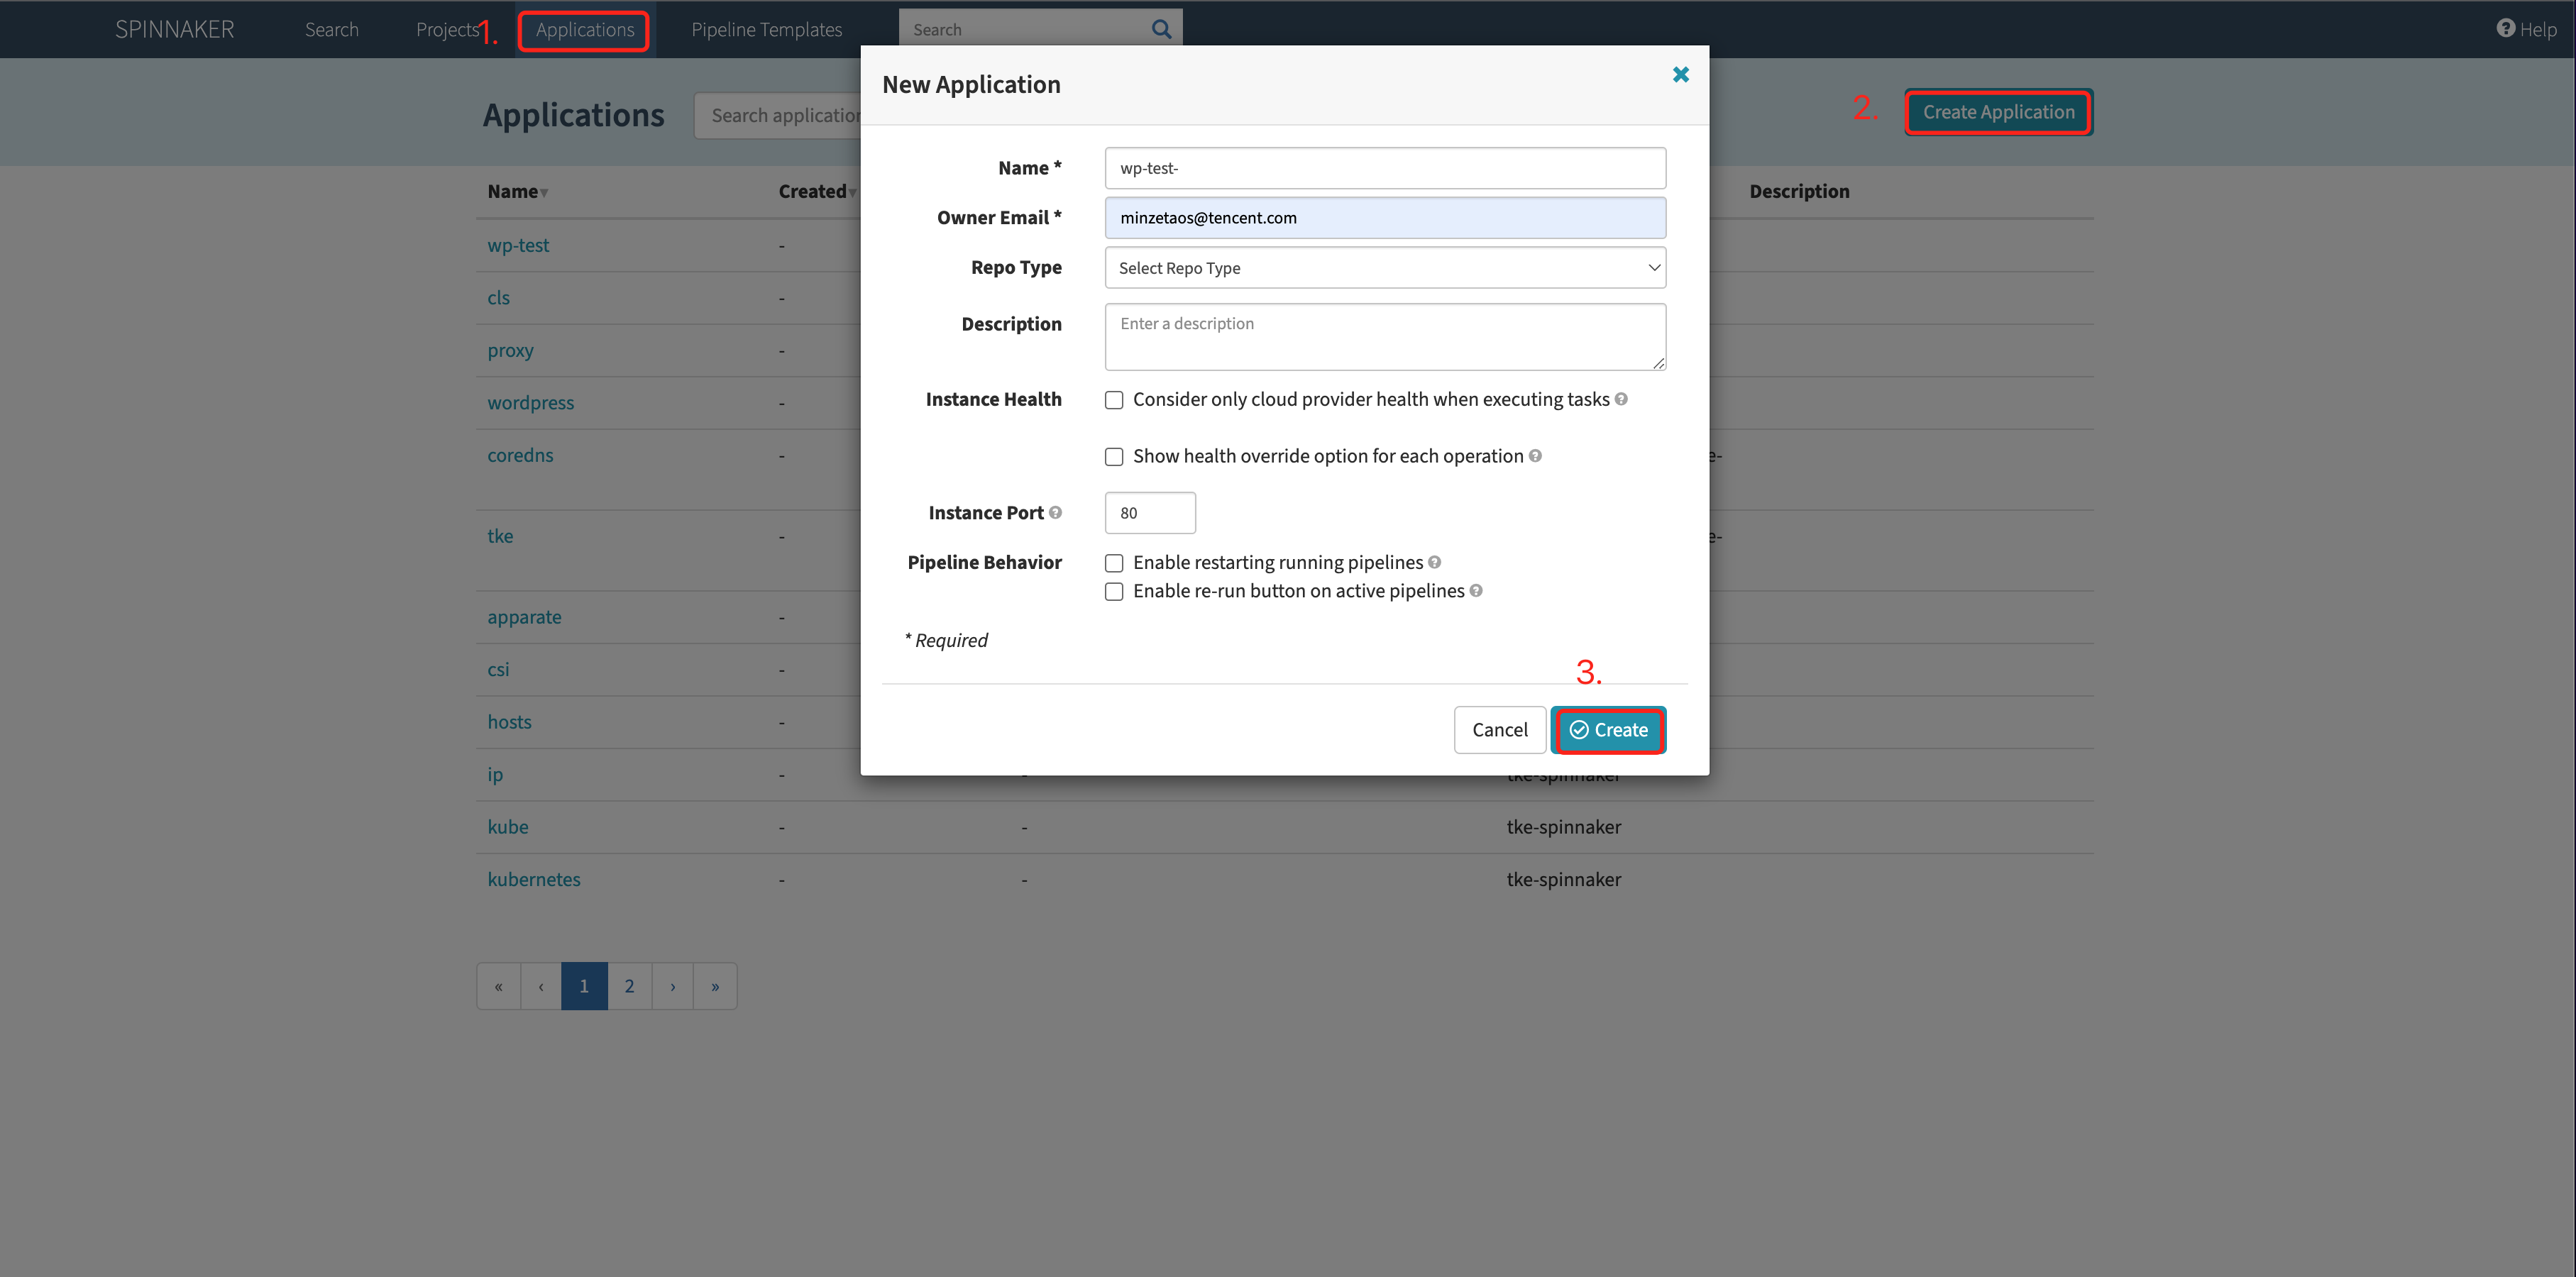 SPINNAKER Search Projects 1. Applications Pipeline Templates Search Help
Applications Search application
2. Create Application
New Application
Name * wp-test-
Owner Email * minzetaos@tencent.com
Repo Type Select Repo Type
Description Enter a description
Instance Health Consider only cloud provider health when executing tasks
Show health override option for each operation
Instance Port 80
Pipeline Behavior Enable restarting running pipelines
Enable re-run button on active pipelines
* Required
3.
Cancel Create
Name Created Description
wp-test -
cls -
proxy -
wordpress -
coredns - e-
tke - e-
apparate -
csi -
hosts -
ip - - tke-spinnaker
kube - - tke-spinnaker
kubernetes - - tke-spinnaker
« ‹ 1 2 › »